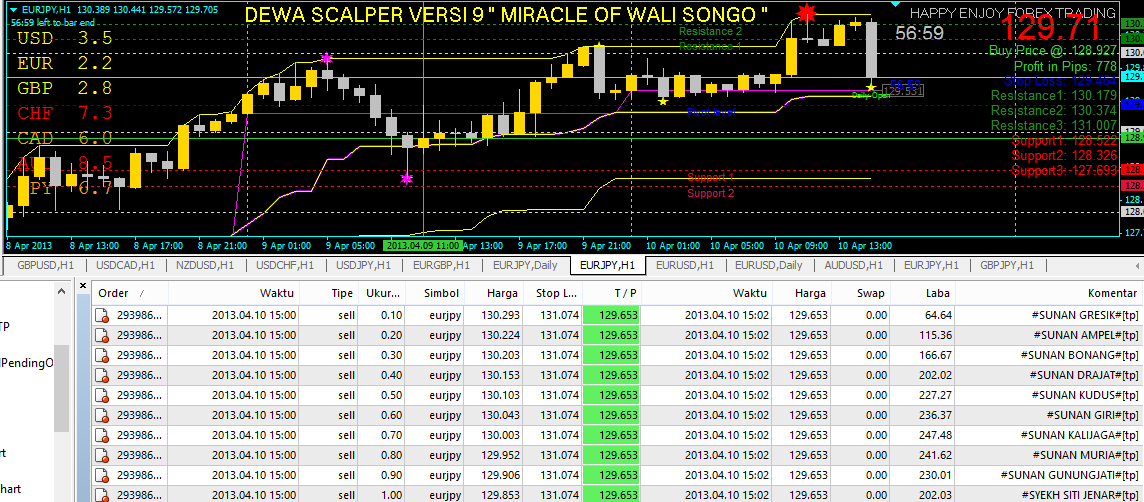 EURJPY,H1 130.389 130.441 129.572 129.705
56:59 left to bar end
DEWA SCALPER VERSI 9 " MIRACLE OF WALI SONGO "
HAPPY ENJOY FOREX TRADING
129.71
56:59
USD 3.5
EUR 2.2
GBP 2.8
CHF 7.3
CAD 6.0
8.5
6.7
Resistance 2
Resistance 1
Buy Price @: 128.927
Profit in Pips: 778
Stop Loss: 129.464
Resistance1: 130.179
Resistance2: 130.374
Resistance3: 131.007
Support1: 128.522
Support2: 128.326
Support3: 127.693
Daily Open
129.531
Support 1
Support 2
8 Apr 2013 8 Apr 13:00 8 Apr 17:00 8 Apr 21:00 9 Apr 01:00 9 Apr 05:00 2013.04.09 11:00 Apr 13:00 9 Apr 17:00 9 Apr 21:00 10 Apr 01:00 10 Apr 05:00 10 Apr 09:00 10 Apr 13:00
GBPUSD,H1 USDCAD,H1 NZDUSD,H1 USDCHF,H1 USDJPY,H1 EURGBP,H1 EURJPY,Daily EURJPY,H1 EURUSD,H1 EURUSD,Daily AUDUSD,H1 EURJPY,H1 GBPJPY,H1
Order / Waktu Tipe Ukur... Simbol Harga Stop L... T / P Waktu Harga Swap Laba Komentar
293986... 2013.04.10 15:00 sell 0.10 eurjpy 130.293 131.074 129.653 2013.04.10 15:02 129.653 0.00 64.64 #SUNAN GRESIK#[tp]
293986... 2013.04.10 15:00 sell 0.20 eurjpy 130.224 131.074 129.653 2013.04.10 15:02 129.653 0.00 115.36 #SUNAN AMPEL#[tp]
293986... 2013.04.10 15:00 sell 0.30 eurjpy 130.203 131.074 129.653 2013.04.10 15:02 129.653 0.00 166.67 #SUNAN BONANG#[tp]
293986... 2013.04.10 15:00 sell 0.40 eurjpy 130.153 131.074 129.653 2013.04.10 15:02 129.653 0.00 202.02 #SUNAN DRAJAT#[tp]
293986... 2013.04.10 15:00 sell 0.50 eurjpy 130.103 131.074 129.653 2013.04.10 15:02 129.653 0.00 227.27 #SUNAN KUDUS#[tp]
293986... 2013.04.10 15:00 sell 0.60 eurjpy 130.043 131.074 129.653 2013.04.10 15:02 129.653 0.00 236.37 #SUNAN GIRI#[tp]
293986... 2013.04.10 15:00 sell 0.70 eurjpy 130.003 131.074 129.653 2013.04.10 15:02 129.653 0.00 247.48 #SUNAN KALIJAGA#[tp]
293986... 2013.04.10 15:00 sell 0.80 eurjpy 129.952 131.074 129.653 2013.04.10 15:02 129.653 0.00 241.62 #SUNAN MURIA#[tp]
293986... 2013.04.10 15:00 sell 0.90 eurjpy 129.906 131.074 129.653 2013.04.10 15:02 129.653 0.00 230.01 #SUNAN GUNUNGJATI#[tp]
293986... 2013.04.10 15:00 sell 1.00 eurjpy 129.853 131.074 129.653 2013.04.10 15:02 129.653 0.00 202.03 #SYEKH SITI JENAR#[tp]
TP
lPendingO
rt
hart